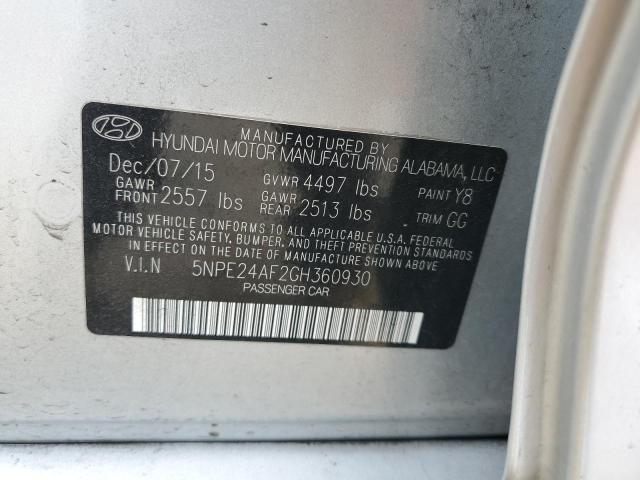 MANUFACTURED BY
HYUNDAI MOTOR MANUFACTURING ALABAMA, LLC
Dec/07/15 GVWR 4497 lbs PAINT Y8
GAWR FRONT 2557 lbs GAWR REAR 2513 lbs TRIM GG
THIS VEHICLE CONFORMS TO ALL APPLICABLE U.S.A. FEDERAL
MOTOR VEHICLE SAFETY, BUMPER, AND THEFT PREVENTION
STANDARDS IN EFFECT ON THE DATE OF MANUFACTURE SHOWN ABOVE.
V.I.N 5NPE24AF2GH360930
PASSENGER CAR